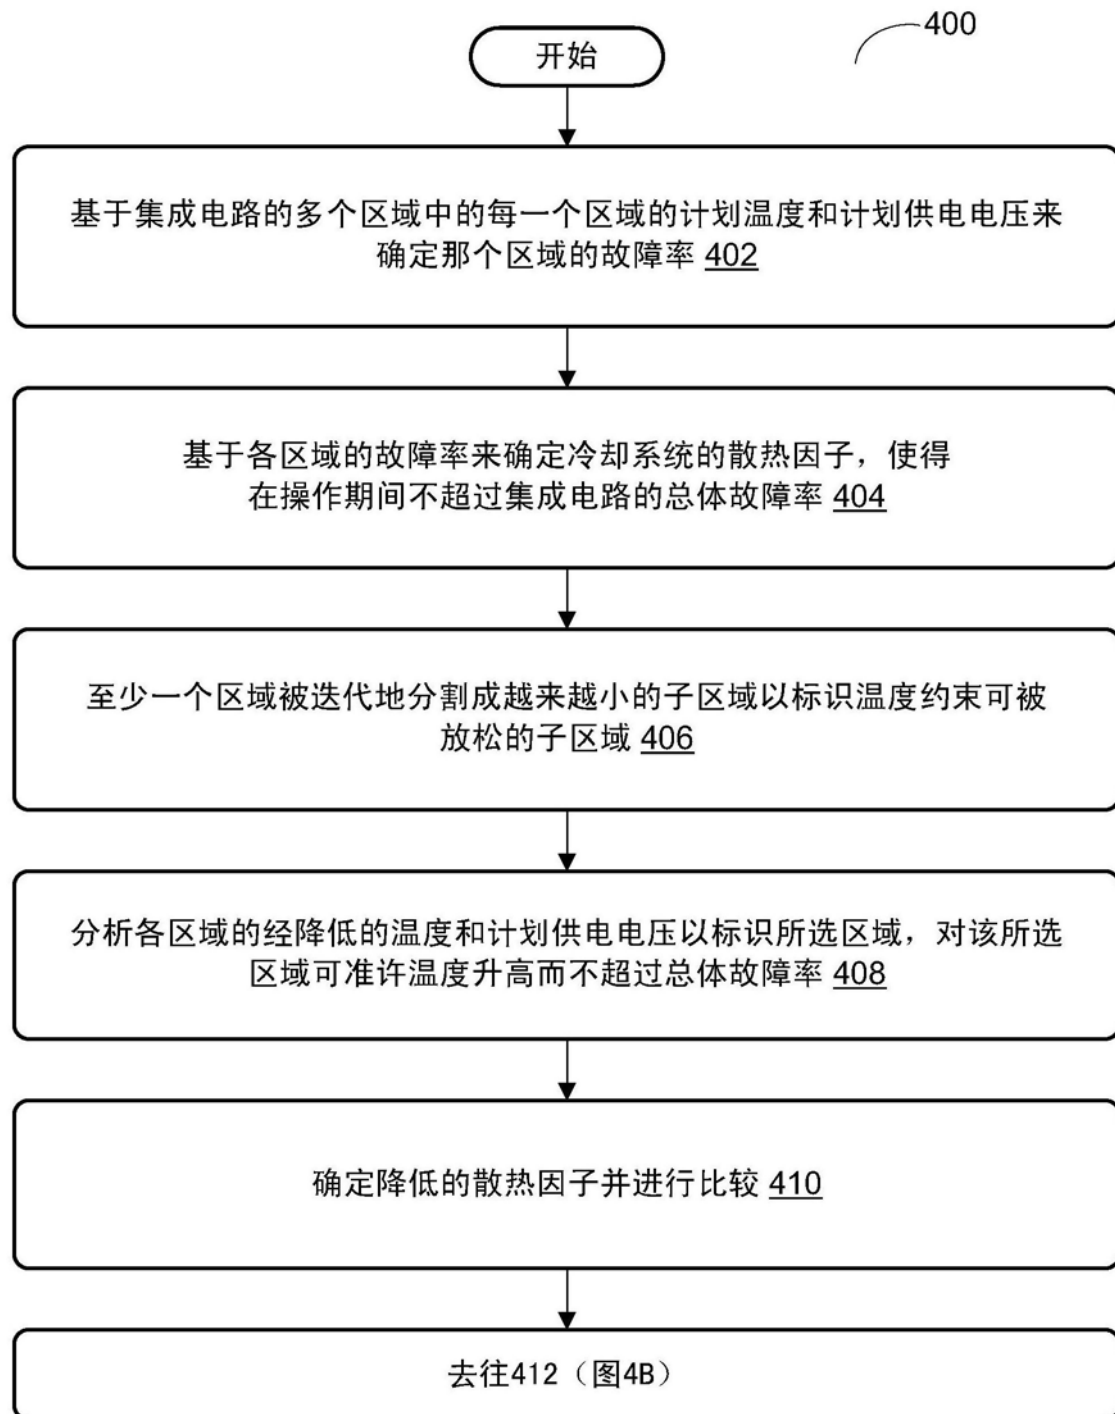 400
开始
基于集成电路的多个区域中的每一个区域的计划温度和计划供电电压来
确定那个区域的故障率 402
基于各区域的故障率来确定冷却系统的散热因子，使得
在操作期间不超过集成电路的总体故障率 404
至少一个区域被迭代地分割成越来越小的子区域以标识温度约束可被
放松的子区域 406
分析各区域的经降低的温度和计划供电电压以标识所选区域，对该所选
区域可准许温度升高而不超过总体故障率 408
确定降低的散热因子并进行比较 410
去往412（图4B）